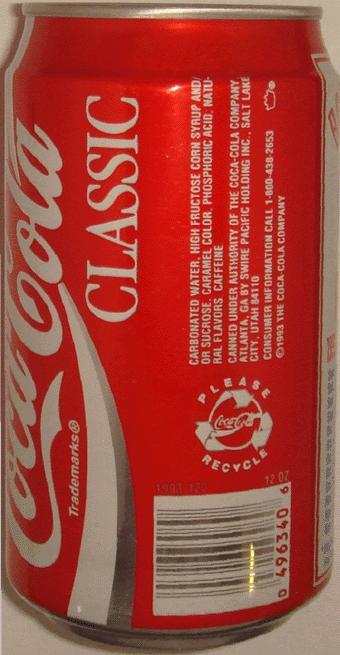 Coca-Cola
CLASSIC
Trademarks®
CARBONATED WATER, HIGH FRUCTOSE CORN SYRUP AND/
OR SUCROSE, CARAMEL COLOR, PHOSPHORIC ACID, NATU-
RAL FLAVORS, CAFFEINE
CANNED UNDER AUTHORITY OF THE COCA-COLA COMPANY,
ATLANTA, GA BY SWIRE PACIFIC HOLDING INC., SALT LAKE
CITY, UTAH 84110
CONSUMER INFORMATION CALL 1-800-438-2653
©1993 THE COCA-COLA COMPANY
PLEASE
Coca-Cola
RECYCLE
1993 120
12 OZ
0 496340 6